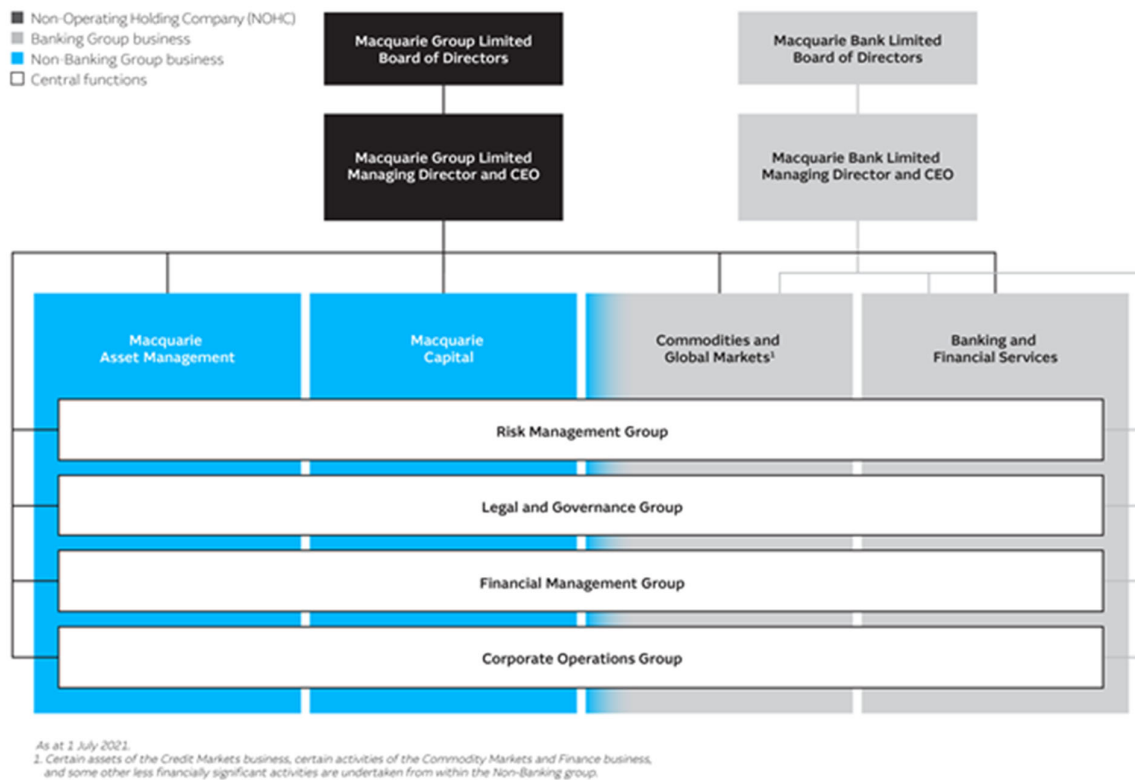 Non-Operating Holding Company (NOHC)
Banking Group business
Non-Banking Group business
Central functions
Macquarie Group Limited
Board of Directors
Macquarie Bank Limited
Board of Directors
Macquarie Group Limited
Managing Director and CEO
Macquarie Bank Limited
Managing Director and CEO
Macquarie
Asset Management
Macquarie
Capital
Commodities and
Global Markets¹
Banking and
Financial Services
Risk Management Group
Legal and Governance Group
Financial Management Group
Corporate Operations Group
As at 1 July 2021.
1. Certain assets of the Credit Markets business, certain activities of the Commodity Markets and Finance business,
and some other less financially significant activities are undertaken from within the Non-Banking group.